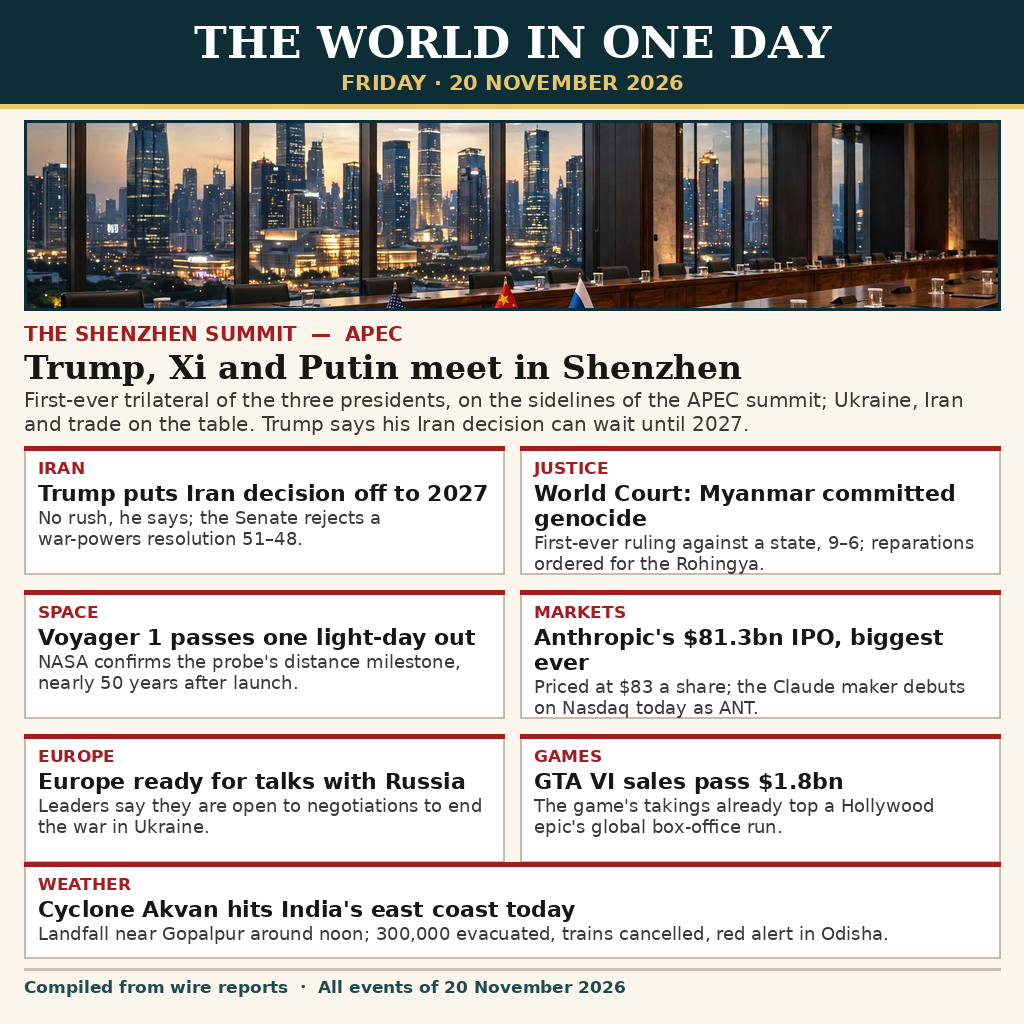 THE WORLD IN ONE DAY
FRIDAY · 20 NOVEMBER 2026
THE SHENZHEN SUMMIT — APEC
Trump, Xi and Putin meet in Shenzhen
First-ever trilateral of the three presidents, on the sidelines of the APEC summit; Ukraine, Iran
and trade on the table. Trump says his Iran decision can wait until 2027.
IRAN
Trump puts Iran decision off to 2027
No rush, he says; the Senate rejects a
war-powers resolution 51–48.
JUSTICE
World Court: Myanmar committed
genocide
First-ever ruling against a state, 9–6; reparations
ordered for the Rohingya.
SPACE
Voyager 1 passes one light-day out
NASA confirms the probe's distance milestone,
nearly 50 years after launch.
MARKETS
Anthropic's $81.3bn IPO, biggest
ever
Priced at $83 a share; the Claude maker debuts
on Nasdaq today as ANT.
EUROPE
Europe ready for talks with Russia
Leaders say they are open to negotiations to end
the war in Ukraine.
GAMES
GTA VI sales pass $1.8bn
The game's takings already top a Hollywood
epic's global box-office run.
WEATHER
Cyclone Akvan hits India's east coast today
Landfall near Gopalpur around noon; 300,000 evacuated, trains cancelled, red alert in Odisha.
Compiled from wire reports · All events of 20 November 2026